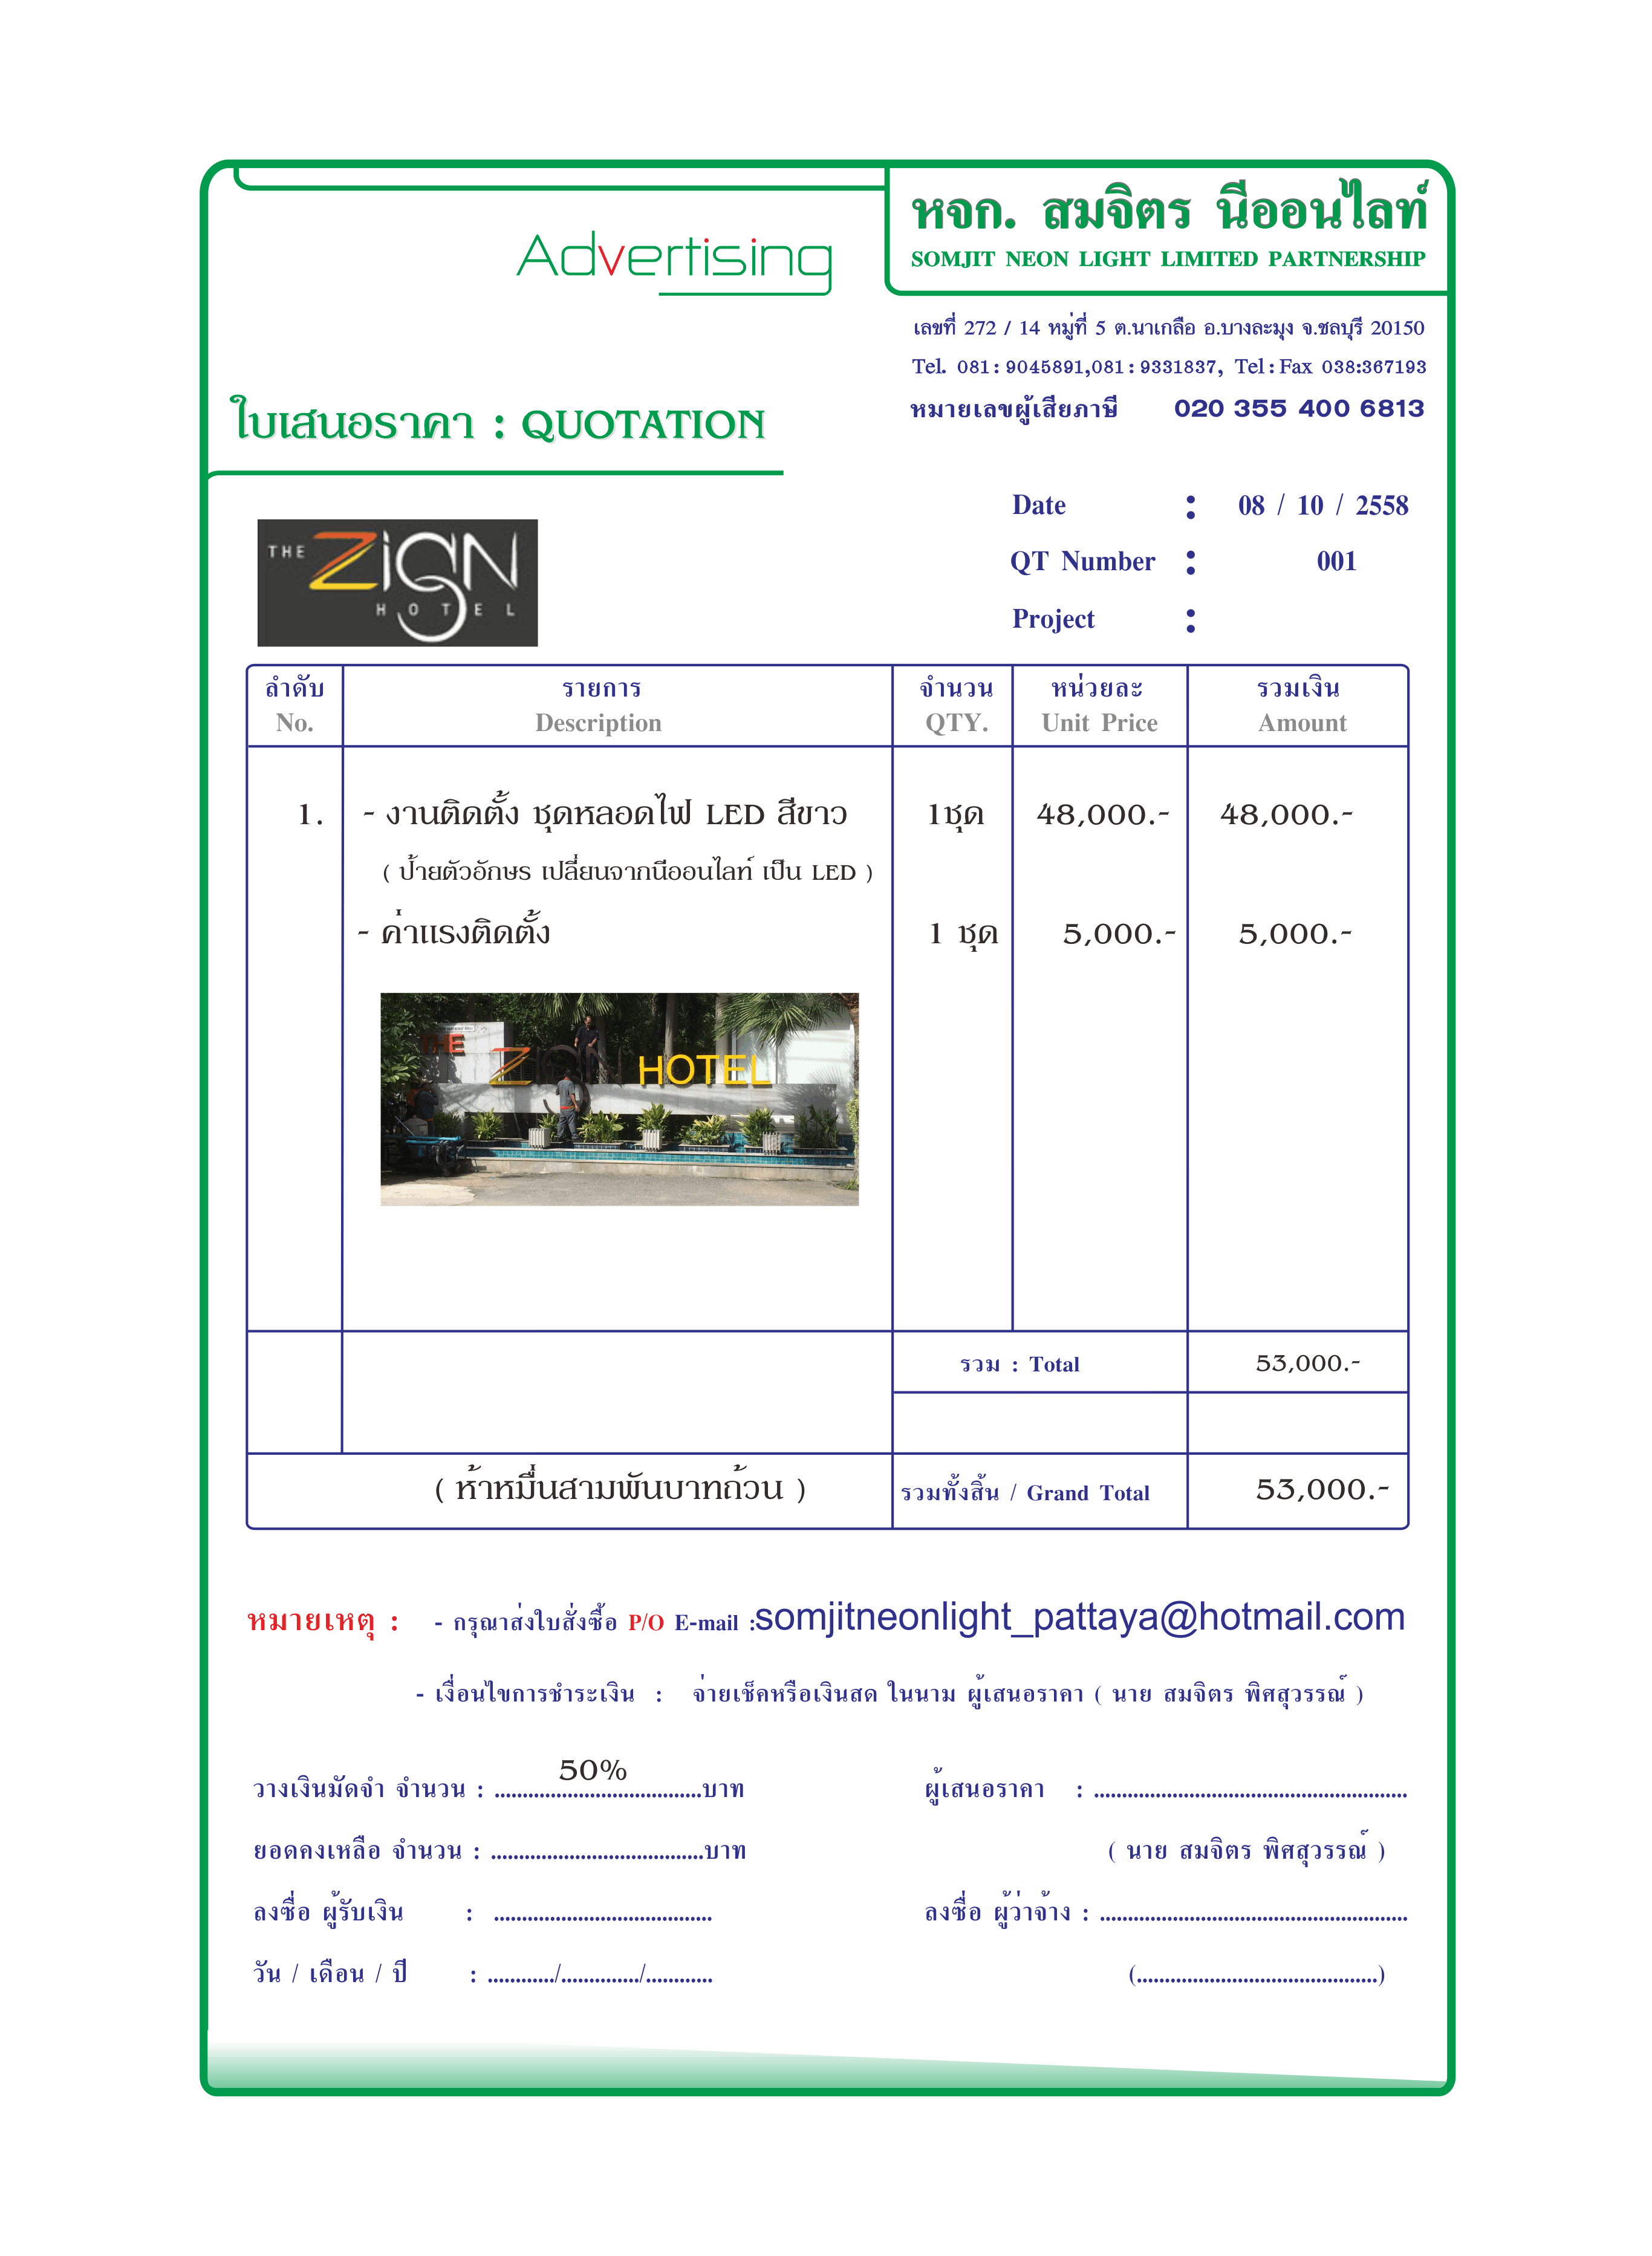 Advertising
หจก. สมจิตร นีออนไลท์
SOMJIT NEON LIGHT LIMITED PARTNERSHIP
เลขที่ 272 / 14 หมู่ที่ 5 ต.นาเกลือ อ.บางละมุง จ.ชลบุรี 20150
Tel. 081 : 9045891,081 : 9331837, Tel : Fax 038:367193
หมายเลขผู้เสียภาษี 020 355 400 6813
ใบเสนอราคา : QUOTATION
Date : 08 / 10 / 2558
QT Number : 001
Project :
THE ZiGN
HOTEL
ลำดับ รายการ จำนวน หน่วยละ รวมเงิน
No. Description QTY. Unit Price Amount
1. - งานติดตั้ง ชุดหลอดไฟ LED สีขาว 1ชุด 48,000.- 48,000.-
( ป้ายตัวอักษร เปลี่ยนจากนีออนไลท์ เป็น LED )
- ค่าแรงติดตั้ง 1 ชุด 5,000.- 5,000.-
THE ZIGN HOTEL
รวม : Total 53,000.-
( ห้าหมื่นสามพันบาทถ้วน ) รวมทั้งสิ้น / Grand Total 53,000.-
หมายเหตุ : - กรุณาส่งใบสั่งซื้อ P/O E-mail :somjitneonlight_pattaya@hotmail.com
- เงื่อนไขการชำระเงิน : จ่ายเช็คหรือเงินสด ในนาม ผู้เสนอราคา ( นาย สมจิตร พิศสุวรรณ์ )
วางเงินมัดจำ จำนวน : 50% บาท ผู้เสนอราคา :
ยอดคงเหลือ จำนวน : บาท ( นาย สมจิตร พิศสุวรรณ์ )
ลงชื่อ ผู้รับเงิน : ลงชื่อ ผู้ว่าจ้าง :
วัน / เดือน / ปี : ............/............../............ (...........................................)